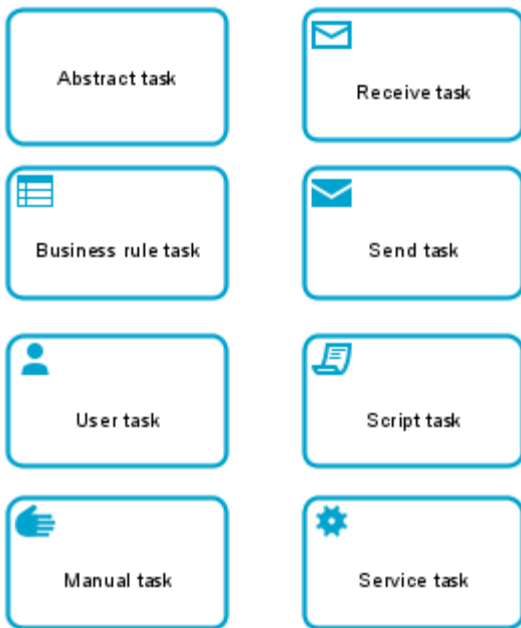 Abstract task
Receive task
Business rule task
Send task
User task
Script task
Manual task
Service task